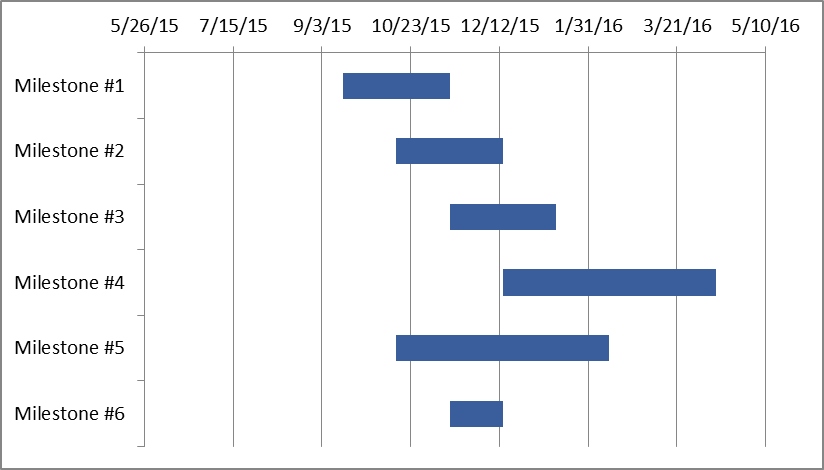 5/26/15 7/15/15 9/3/15 10/23/15 12/12/15 1/31/16 3/21/16 5/10/16
Milestone #1
Milestone #2
Milestone #3
Milestone #4
Milestone #5
Milestone #6